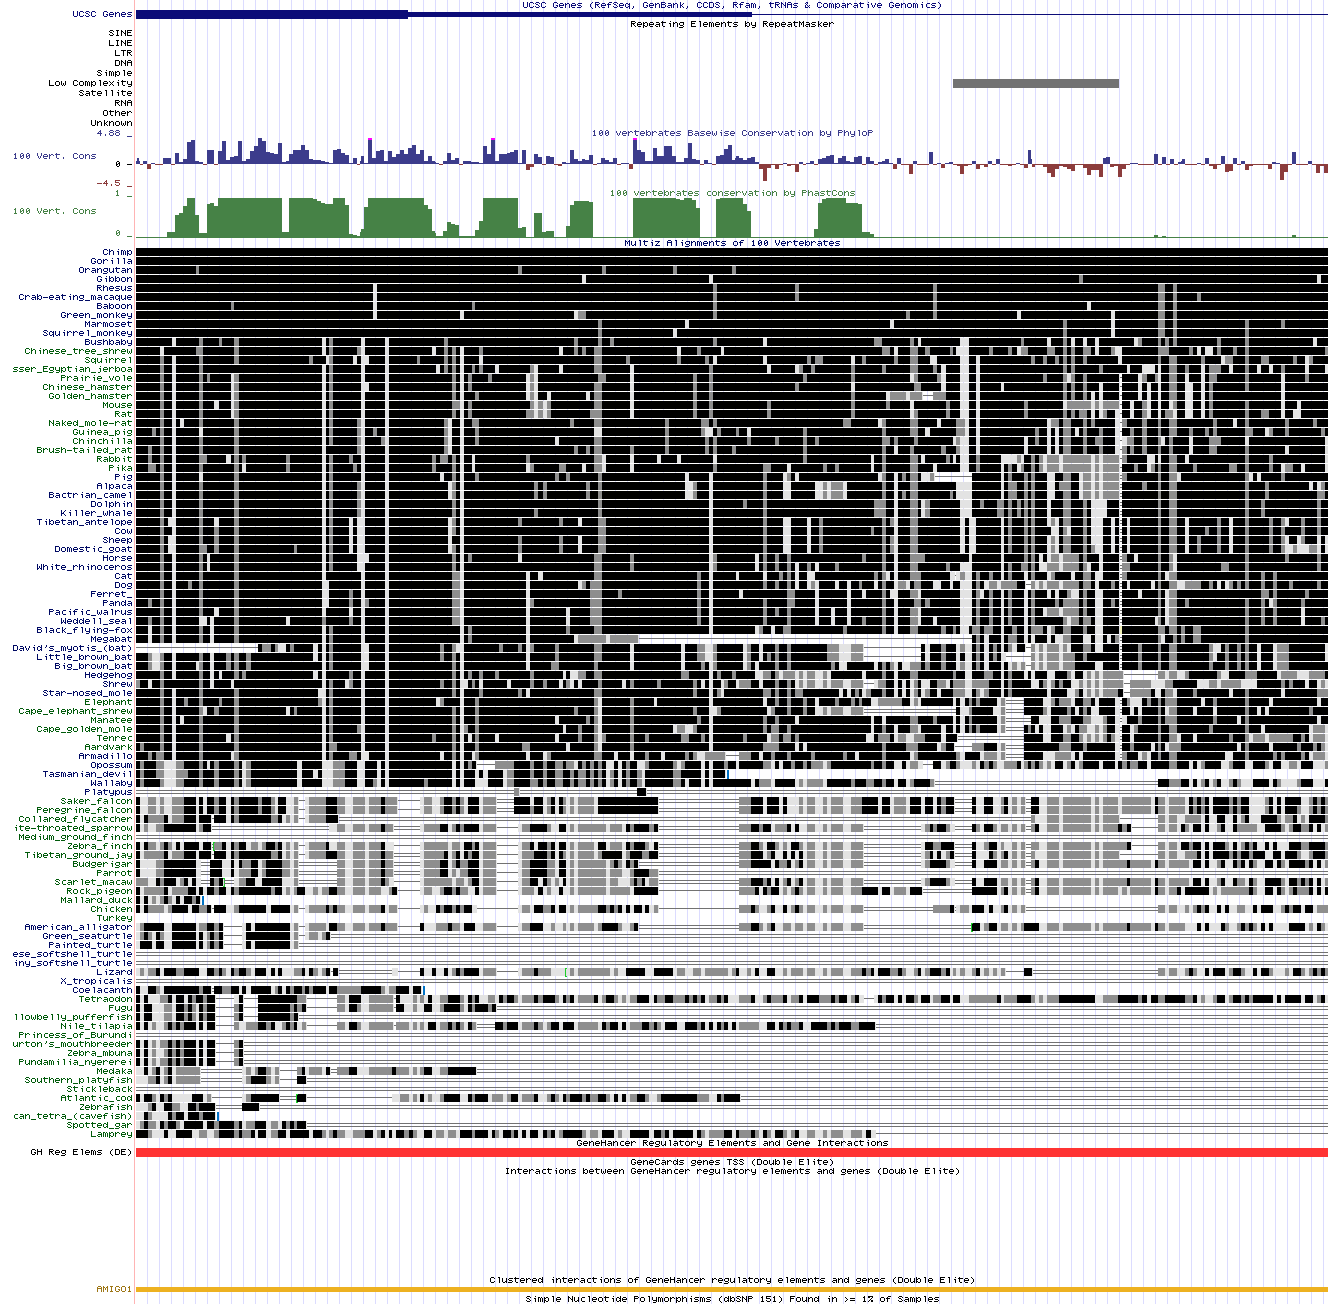 UCSC Genes (RefSeq, GenBank, CCDS, Rfam, tRNAs & Comparative Genomics)
UCSC Genes
Repeating Elements by RepeatMasker
SINE
LINE
LTR
DNA
Simple
Low Complexity
Satellite
RNA
Other
Unknown
4.88 _
100 vertebrates Basewise Conservation by PhyloP
100 Vert. Cons
0 _
-4.5 _
100 vertebrates conservation by PhastCons
1 _
100 Vert. Cons
0 _
Multiz Alignments of 100 Vertebrates
Chimp
Gorilla
Orangutan
Gibbon
Rhesus
Crab-eating_macaque
Baboon
Green_monkey
Marmoset
Squirrel_monkey
Bushbaby
Chinese_tree_shrew
Squirrel
sser_Egyptian_jerboa
Prairie_vole
Chinese_hamster
Golden_hamster
Mouse
Rat
Naked_mole-rat
Guinea_pig
Chinchilla
Brush-tailed_rat
Rabbit
Pika
Pig
Alpaca
Bactrian_camel
Dolphin
Killer_whale
Tibetan_antelope
Cow
Sheep
Domestic_goat
Horse
White_rhinoceros
Cat
Dog
Ferret_
Panda
Pacific_walrus
Weddell_seal
Black_flying-fox
Megabat
David's_myotis_(bat)
Little_brown_bat
Big_brown_bat
Hedgehog
Shrew
Star-nosed_mole
Elephant
Cape_elephant_shrew
Manatee
Cape_golden_mole
Tenrec
Aardvark
Armadillo
Opossum
Tasmanian_devil
Wallaby
Platypus
Saker_falcon
Peregrine_falcon
Collared_flycatcher
ite-throated_sparrow
Medium_ground_finch
Zebra_finch
Tibetan_ground_jay
Budgerigar
Parrot
Scarlet_macaw
Rock_pigeon
Mallard_duck
Chicken
Turkey
American_alligator
Green_seaturtle
Painted_turtle
ese_softshell_turtle
iny_softshell_turtle
Lizard
X_tropicalis
Coelacanth
Tetraodon
Fugu
llowbelly_pufferfish
Nile_tilapia
Princess_of_Burundi
urton's_mouthbreeder
Zebra_mbuna
Pundamilia_nyererei
Medaka
Southern_platyfish
Stickleback
Atlantic_cod
Zebrafish
can_tetra_(cavefish)
Spotted_gar
Lamprey
GeneHancer Regulatory Elements and Gene Interactions
GH Reg Elems (DE)
GeneCards genes TSS (Double Elite)
Interactions between GeneHancer regulatory elements and genes (Double Elite)
Clustered interactions of GeneHancer regulatory elements and genes (Double Elite)
AMIGO1
Simple Nucleotide Polymorphisms (dbSNP 151) Found in >= 1% of Samples